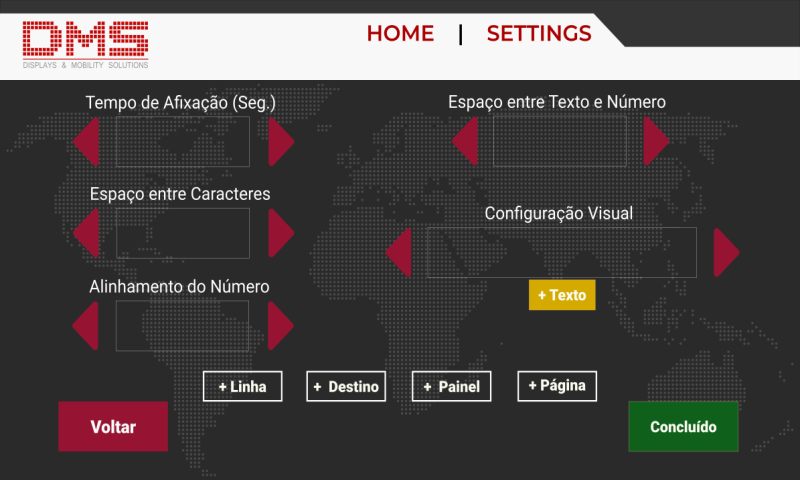 DMS
DISPLAYS & MOBILITY SOLUTIONS
HOME | SETTINGS
Tempo de Afixação (Seg.)
Espaço entre Texto e Número
Espaço entre Caracteres
Configuração Visual
Alinhamento do Número
+ Texto
+ Linha
+ Destino
+ Painel
+ Página
Voltar
Concluído